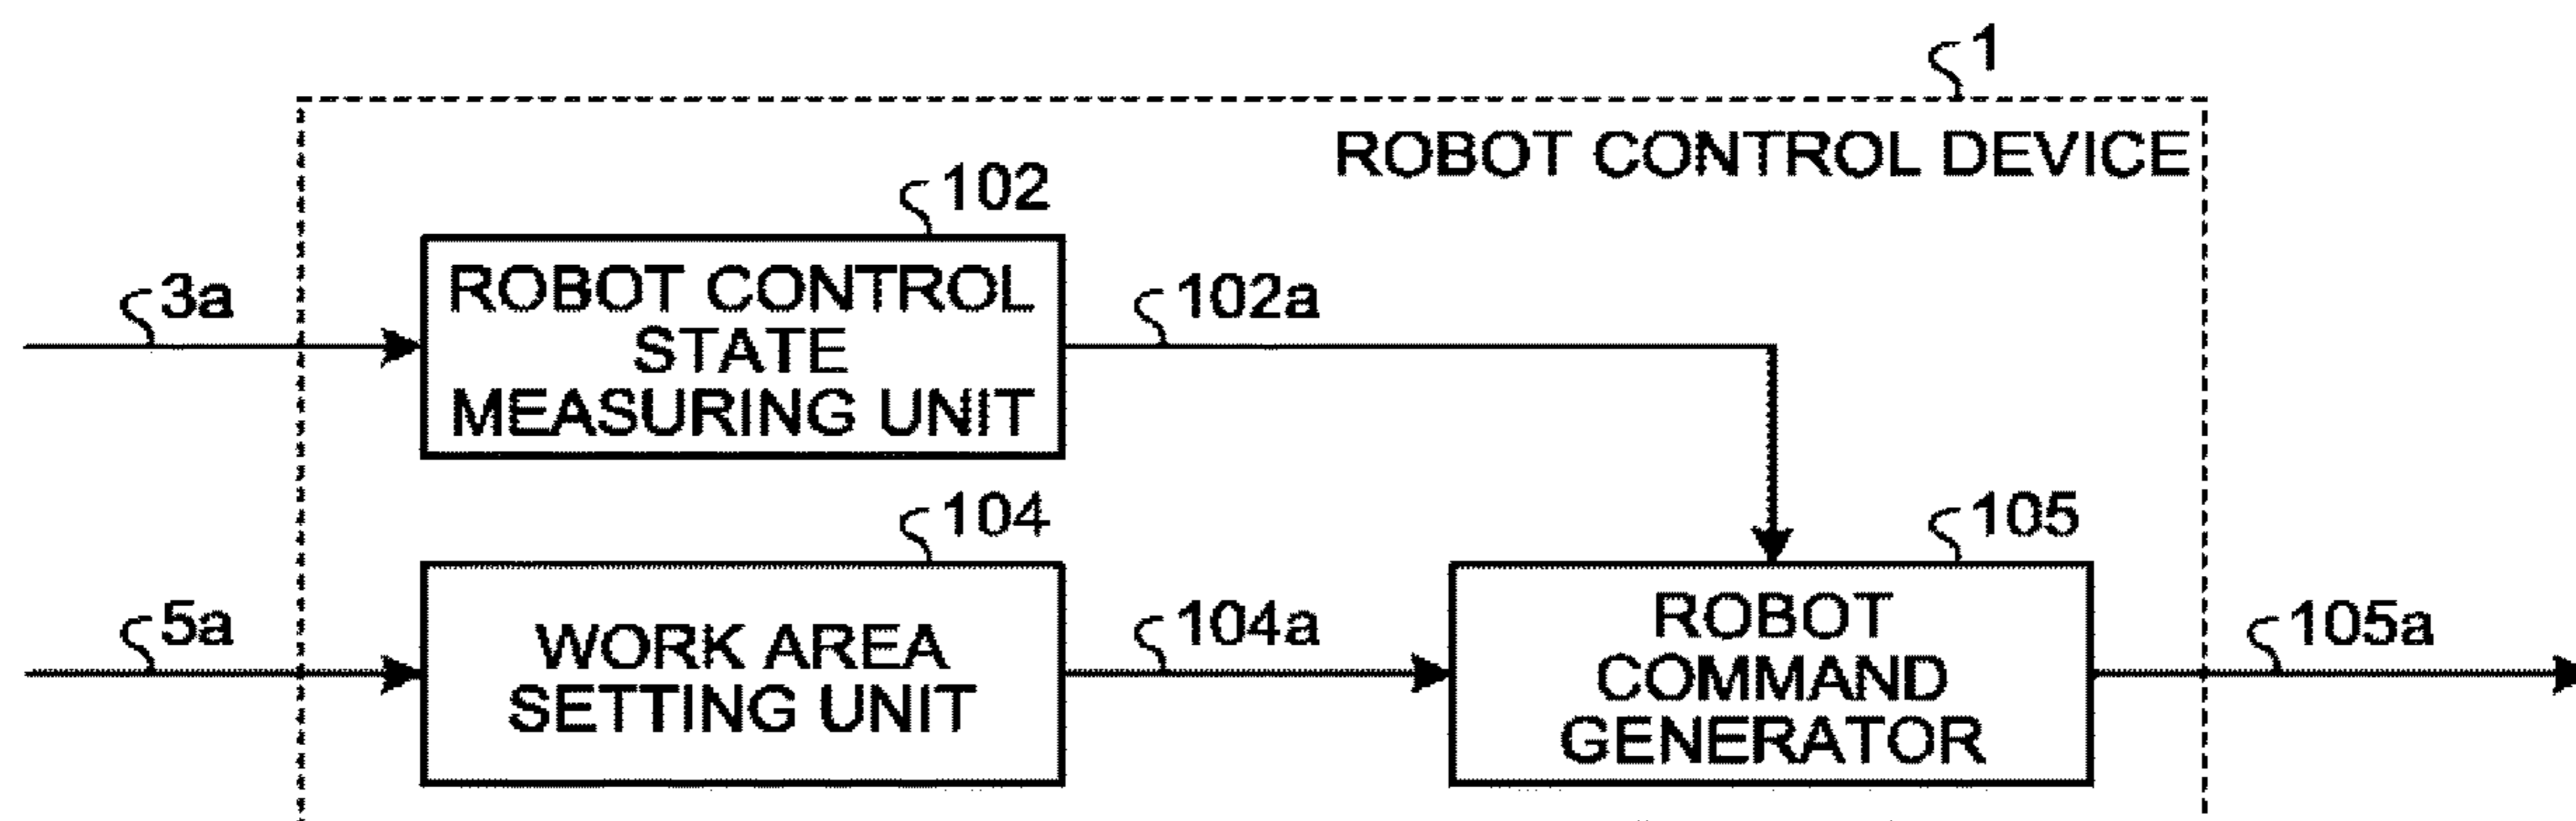 1
ROBOT CONTROL DEVICE
102
ROBOT CONTROL
STATE
MEASURING UNIT
3a
102a
104
WORK AREA
SETTING UNIT
5a
104a
105
ROBOT
COMMAND
GENERATOR
105a